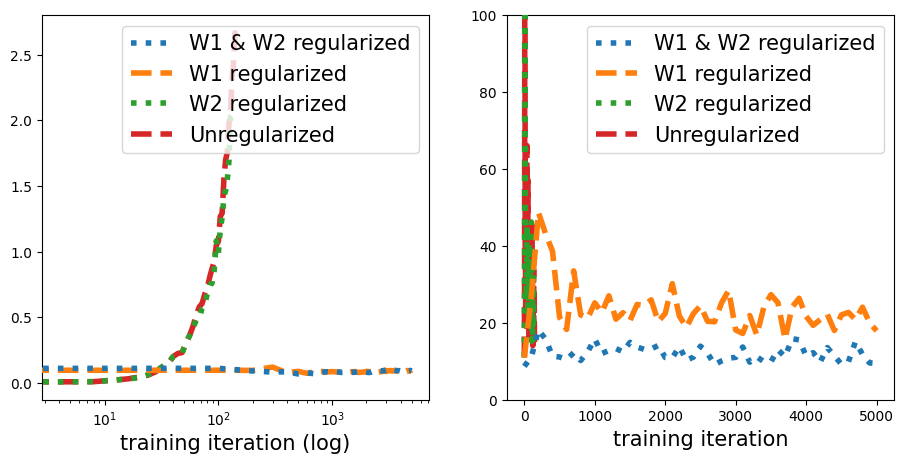 2.5
2.0
1.5
1.0
0.5
0.0
W1 & W2 regularized
W1 regularized
W2 regularized
Unregularized
10¹
10²
10³
training iteration (log)
100
80
60
40
20
0
W1 & W2 regularized
W1 regularized
W2 regularized
Unregularized
0
1000
2000
3000
4000
5000
training iteration